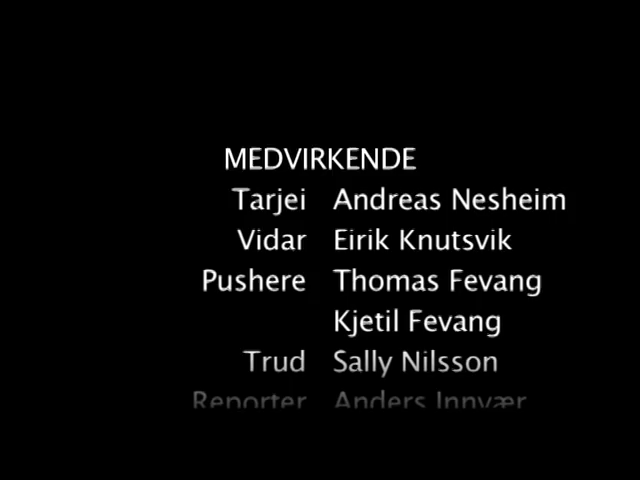 MEDVIRKENDE
Tarjei Andreas Nesheim
Vidar Eirik Knutsvik
Pushere Thomas Fevang
Kjetil Fevang
Trud Sally Nilsson
Reporter Anders Innvær